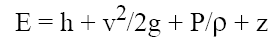 E = h + v²/2g + P/ρ + z